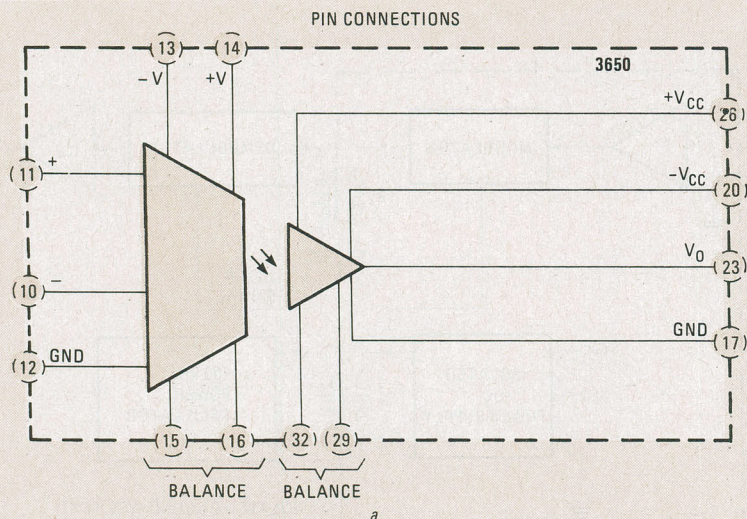 PIN CONNECTIONS
13
14
3650
−V
+V
+VCC
26
11
+
−VCC
20
VO
23
10
−
GND
12
GND
17
15
16
32
29
BALANCE
BALANCE
a